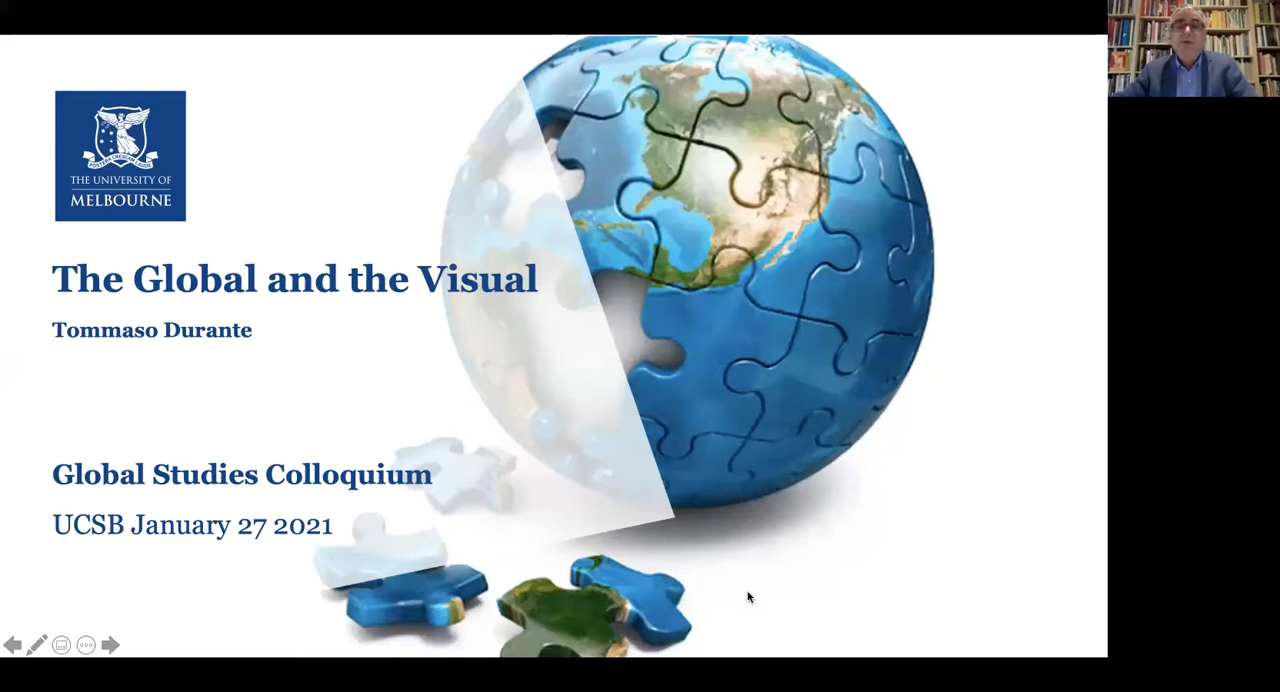 THE UNIVERSITY OF
MELBOURNE
The Global and the Visual
Tommaso Durante
Global Studies Colloquium
UCSB January 27 2021